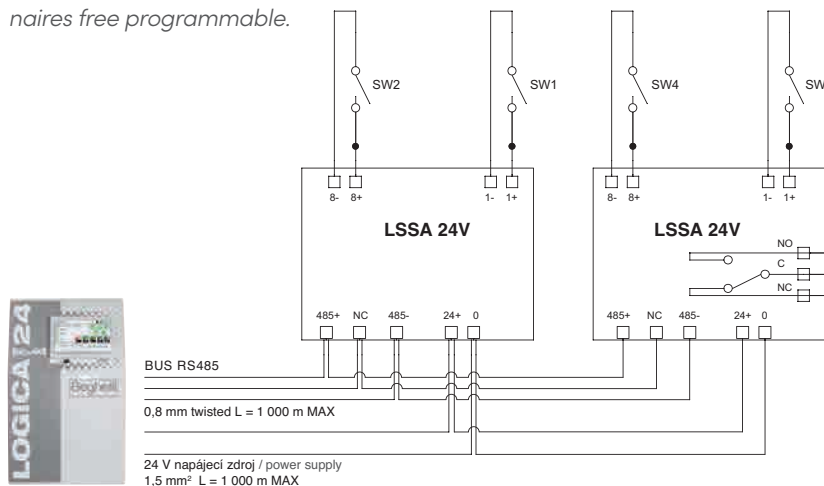 naires free programmable.
SW2
SW1
SW4
SW
8- 8+
1- 1+
8- 8+
1- 1+
LSSA 24V
LSSA 24V
NO
C
NC
485+ NC 485- 24+ 0
485+ NC 485- 24+ 0
BUS RS485
0,8 mm twisted L = 1 000 m MAX
24 V napájecí zdroj / power supply
1,5 mm² L = 1 000 m MAX
LOGICA 24
Beghelli